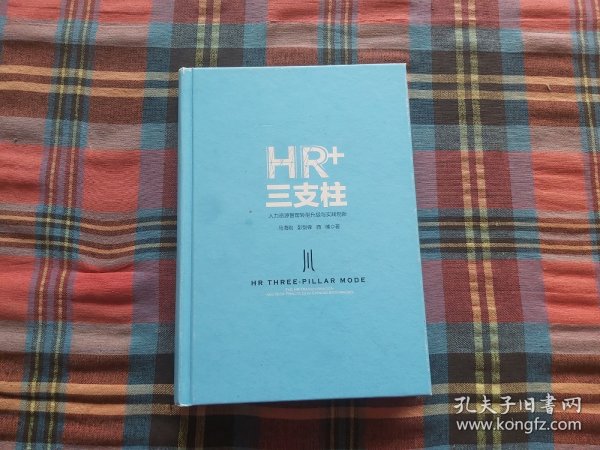 HR+
三支柱
人力资源管理转型升级与实践创新
马海刚 彭剑锋 西 楠◎著
HR THREE-PILLAR MODE
孔夫子旧书网
www.kongfz.com